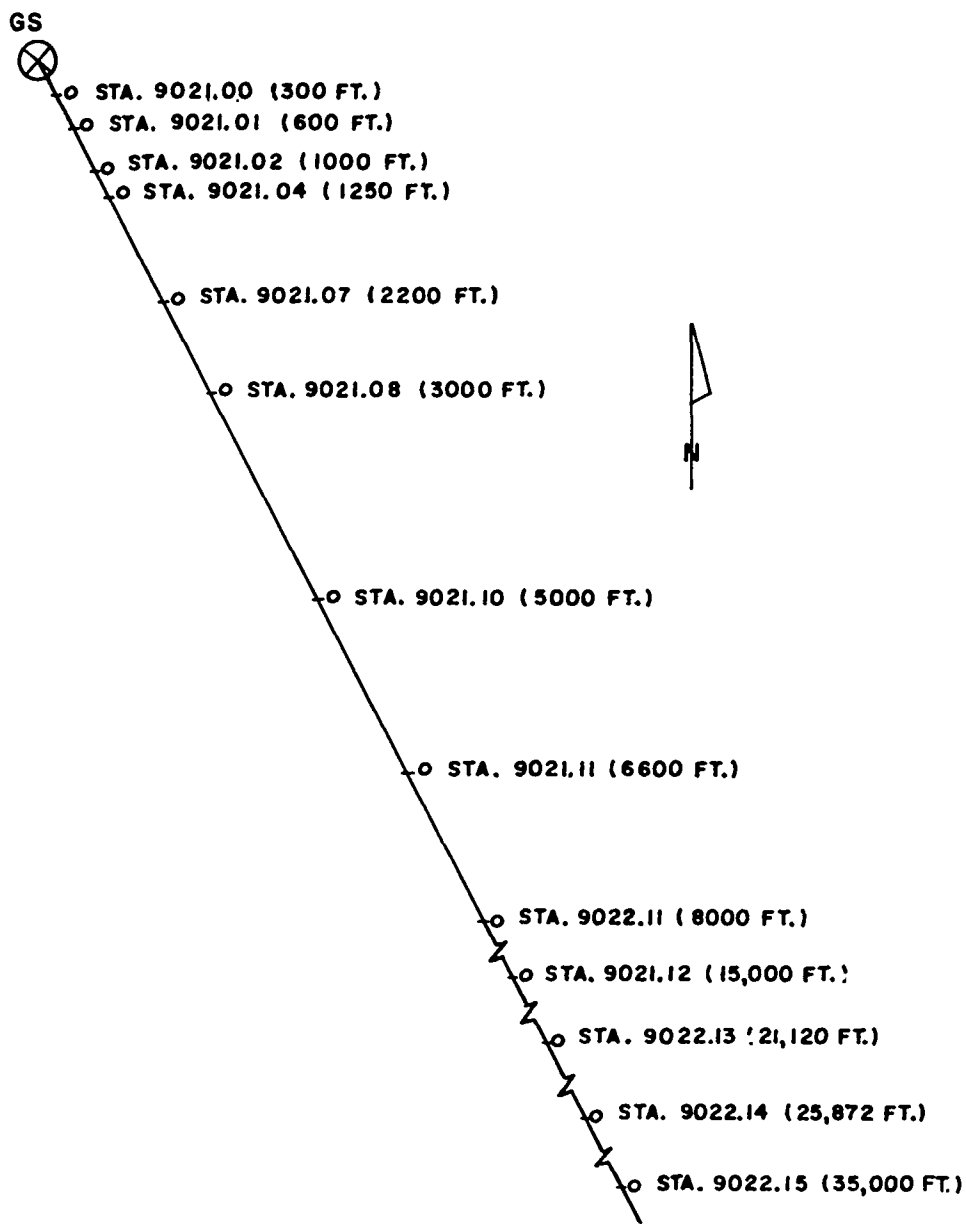 GS
STA. 9021.00 (300 FT.)
STA. 9021.01 (600 FT.)
STA. 9021.02 (1000 FT.)
STA. 9021.04 (1250 FT.)
STA. 9021.07 (2200 FT.)
STA. 9021.08 (3000 FT.)
N
STA. 9021.10 (5000 FT.)
STA. 9021.11 (6600 FT.)
STA. 9022.11 (8000 FT.)
STA. 9021.12 (15,000 FT.)
STA. 9022.13 (21,120 FT.)
STA. 9022.14 (25,872 FT.)
STA. 9022.15 (35,000 FT.)